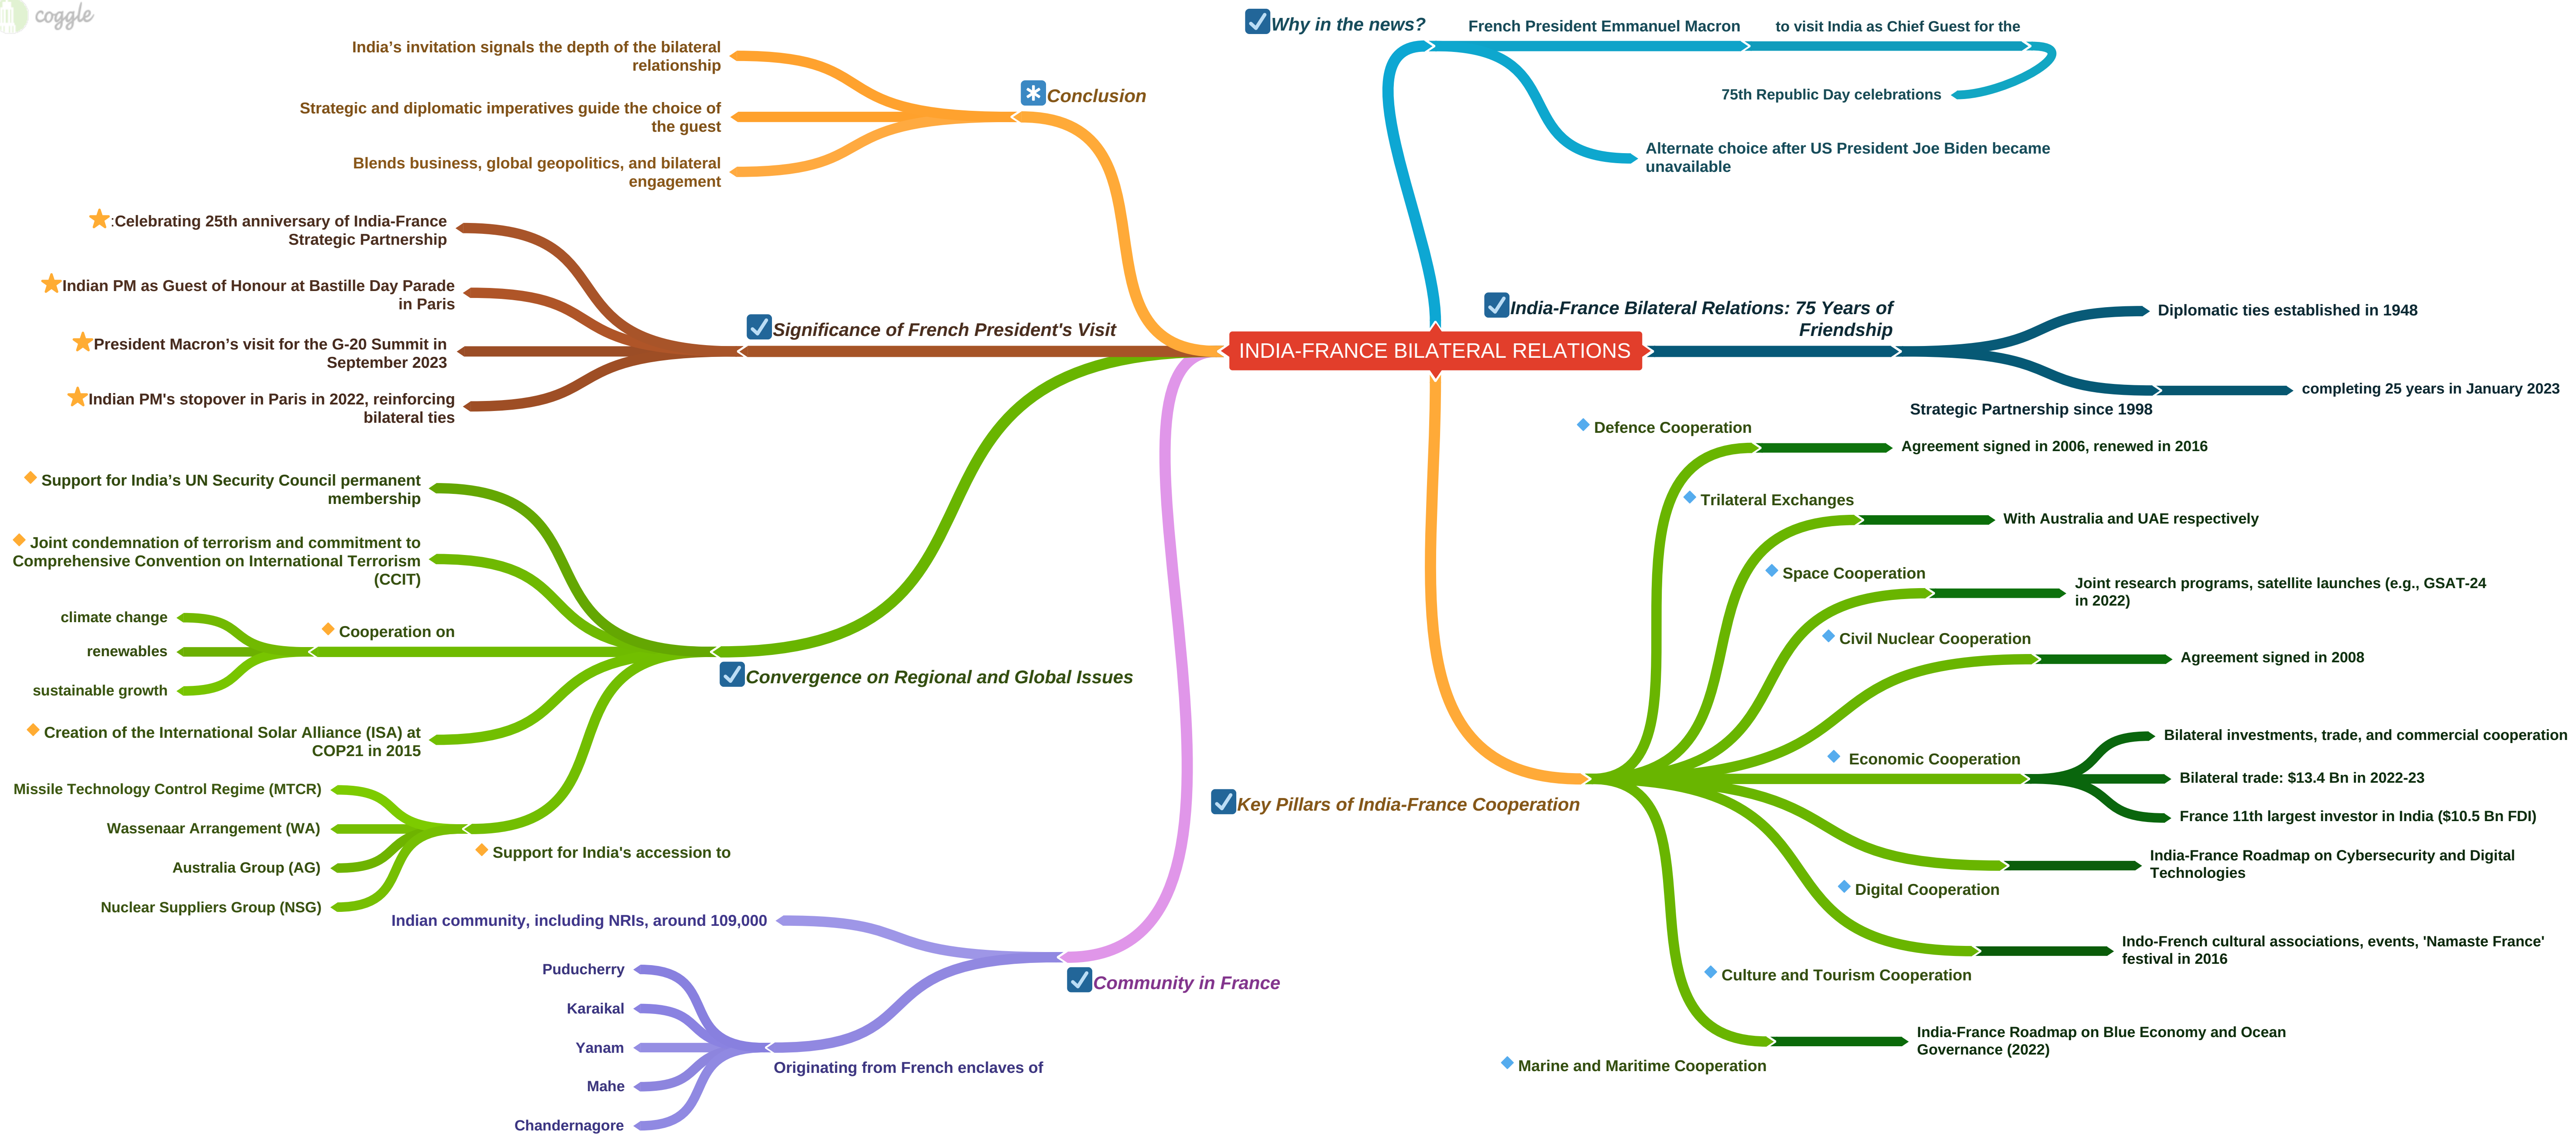 coggle
INDIA-FRANCE BILATERAL RELATIONS
Why in the news?
French President Emmanuel Macron
to visit India as Chief Guest for the
75th Republic Day celebrations
Alternate choice after US President Joe Biden became
unavailable
India-France Bilateral Relations: 75 Years of
Friendship
Diplomatic ties established in 1948
Strategic Partnership since 1998
completing 25 years in January 2023
Key Pillars of India-France Cooperation
Defence Cooperation
Agreement signed in 2006, renewed in 2016
Trilateral Exchanges
With Australia and UAE respectively
Space Cooperation
Joint research programs, satellite launches (e.g., GSAT-24
in 2022)
Civil Nuclear Cooperation
Agreement signed in 2008
Economic Cooperation
Bilateral investments, trade, and commercial cooperation
Bilateral trade: $13.4 Bn in 2022-23
France 11th largest investor in India ($10.5 Bn FDI)
Digital Cooperation
India-France Roadmap on Cybersecurity and Digital
Technologies
Culture and Tourism Cooperation
Indo-French cultural associations, events, 'Namaste France'
festival in 2016
Marine and Maritime Cooperation
India-France Roadmap on Blue Economy and Ocean
Governance (2022)
Conclusion
India’s invitation signals the depth of the bilateral
relationship
Strategic and diplomatic imperatives guide the choice of
the guest
Blends business, global geopolitics, and bilateral
engagement
Significance of French President's Visit
:Celebrating 25th anniversary of India-France
Strategic Partnership
Indian PM as Guest of Honour at Bastille Day Parade
in Paris
President Macron’s visit for the G-20 Summit in
September 2023
Indian PM's stopover in Paris in 2022, reinforcing
bilateral ties
Convergence on Regional and Global Issues
Support for India’s UN Security Council permanent
membership
Joint condemnation of terrorism and commitment to
Comprehensive Convention on International Terrorism
(CCIT)
Cooperation on
climate change
renewables
sustainable growth
Creation of the International Solar Alliance (ISA) at
COP21 in 2015
Support for India's accession to
Missile Technology Control Regime (MTCR)
Wassenaar Arrangement (WA)
Australia Group (AG)
Nuclear Suppliers Group (NSG)
Community in France
Indian community, including NRIs, around 109,000
Originating from French enclaves of
Puducherry
Karaikal
Yanam
Mahe
Chandernagore